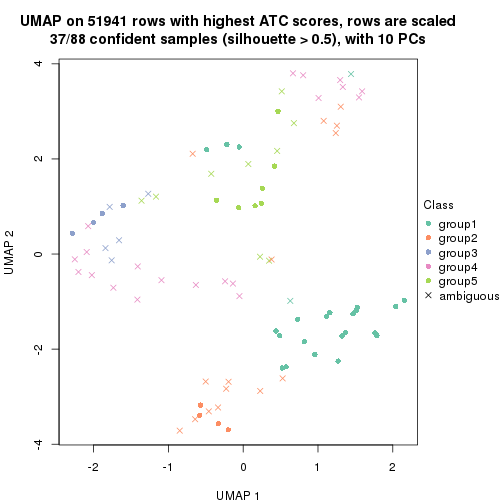 UMAP on 51941 rows with highest ATC scores, rows are scaled
37/88 confident samples (silhouette > 0.5), with 10 PCs
4
2
0
-2
-4
UMAP 2
-2
-1
0
1
2
UMAP 1
Class
group1
group2
group3
group4
group5
ambiguous